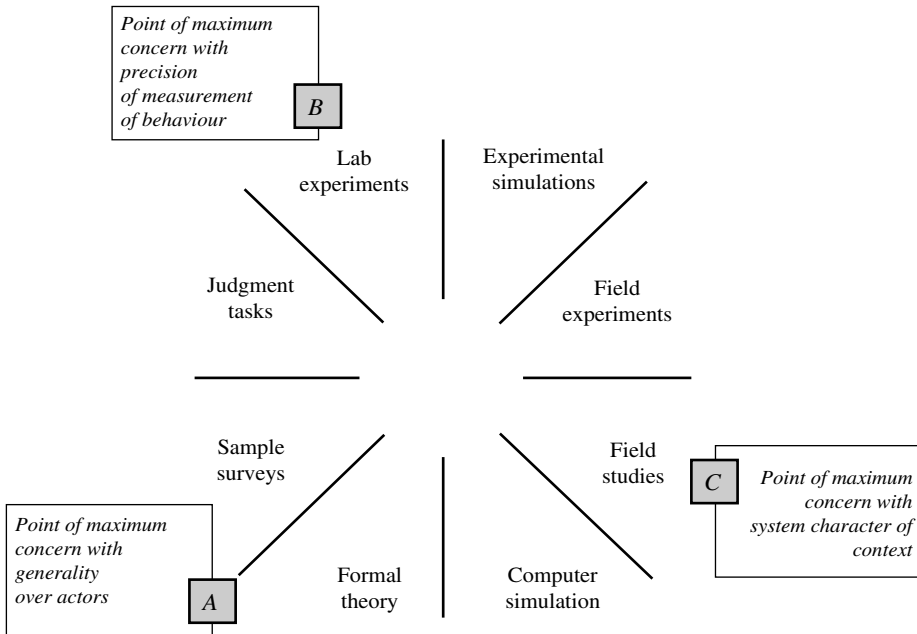 Point of maximum
concern with
precision
of measurement
of behaviour
B
Lab
experiments
Experimental
simulations
Judgment
tasks
Field
experiments
Sample
surveys
Field
studies
C
Point of maximum
concern with
system character of
context
Point of maximum
concern with
generality
over actors
A
Formal
theory
Computer
simulation